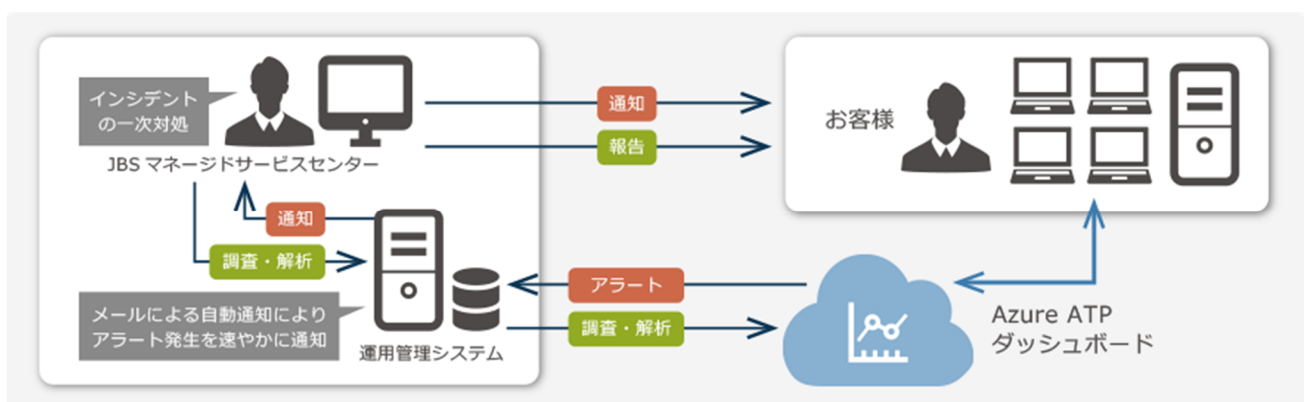 インシデント
の一次対処
JBS マネージドサービスセンター
通知
調査・解析
メールによる自動通知により
アラート発生を速やかに通知
運用管理システム
通知
報告
お客様
アラート
調査・解析
Azure ATP
ダッシュボード